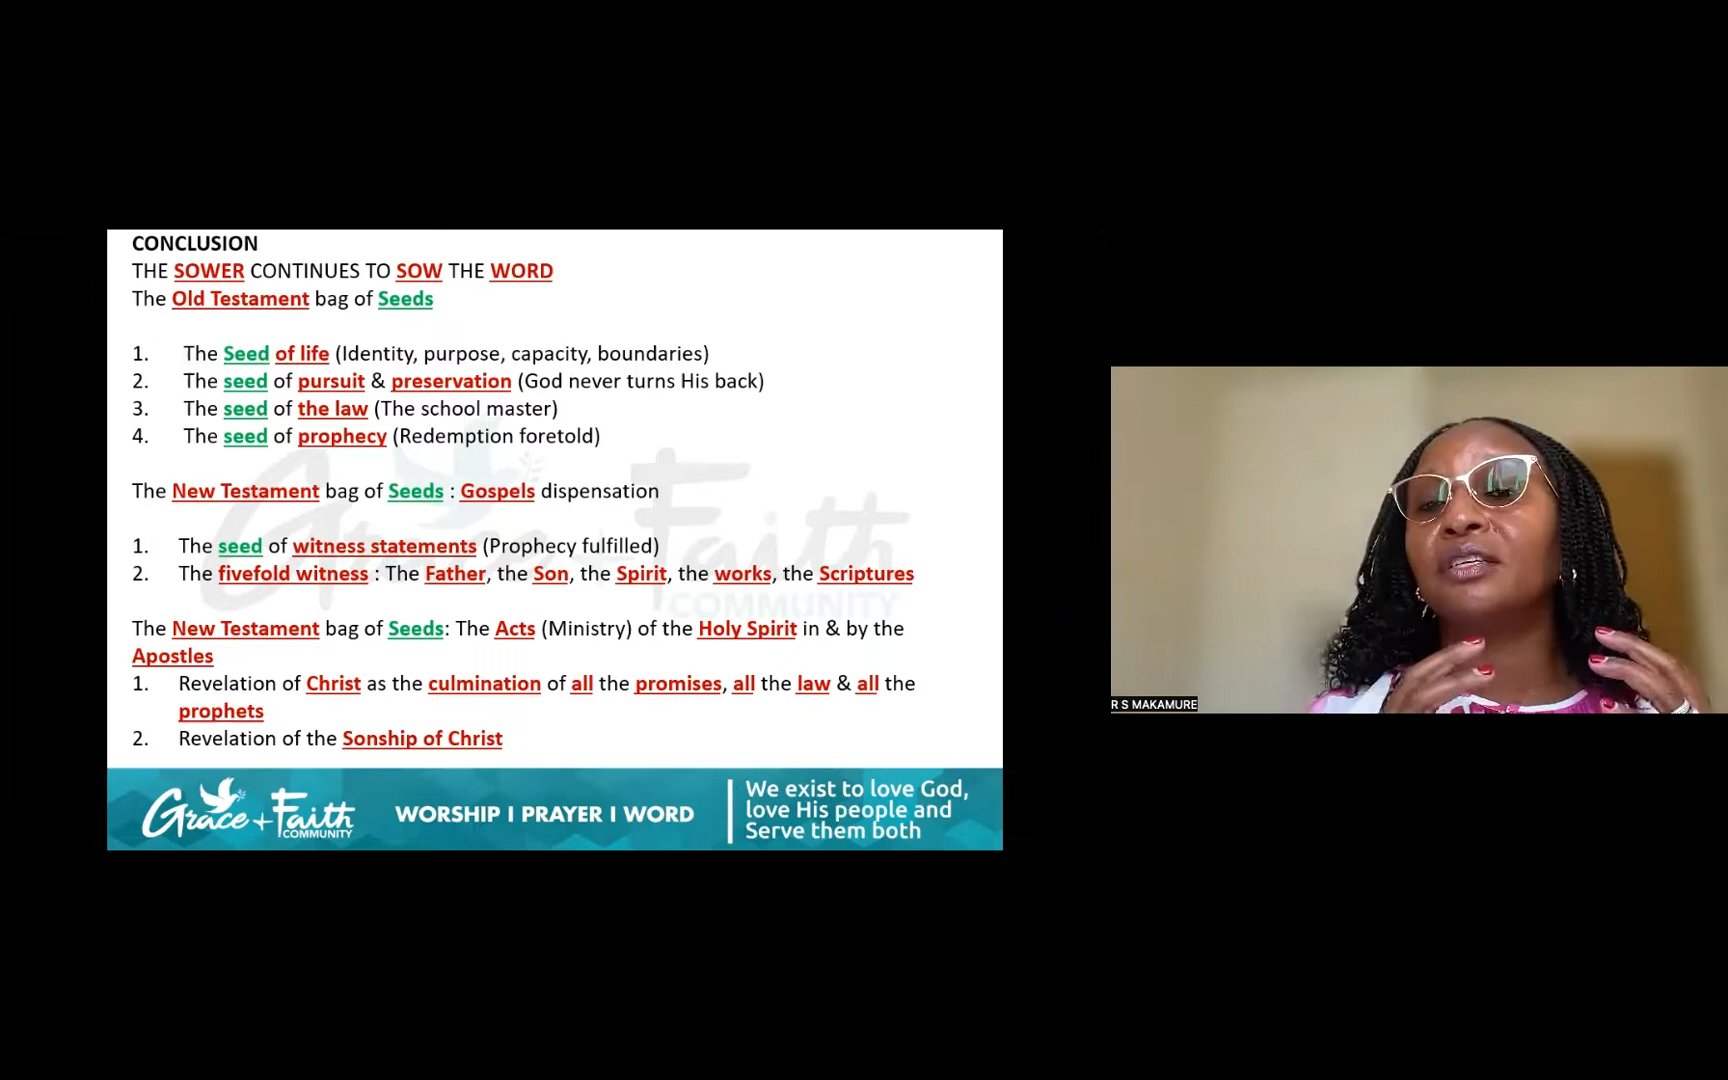 CONCLUSION
THE SOWER CONTINUES TO SOW THE WORD
The Old Testament bag of Seeds
1. The Seed of life (Identity, purpose, capacity, boundaries)
2. The seed of pursuit & preservation (God never turns His back)
3. The seed of the law (The school master)
4. The seed of prophecy (Redemption foretold)
The New Testament bag of Seeds : Gospels dispensation
1. The seed of witness statements (Prophecy fulfilled)
2. The fivefold witness : The Father, the Son, the Spirit, the works, the Scriptures
The New Testament bag of Seeds: The Acts (Ministry) of the Holy Spirit in & by the
Apostles
1. Revelation of Christ as the culmination of all the promises, all the law & all the
prophets
2. Revelation of the Sonship of Christ
Grace + Faith
COMMUNITY
Grace + Faith
COMMUNITY
WORSHIP I PRAYER I WORD
We exist to love God,
love His people and
Serve them both
R S MAKAMURE